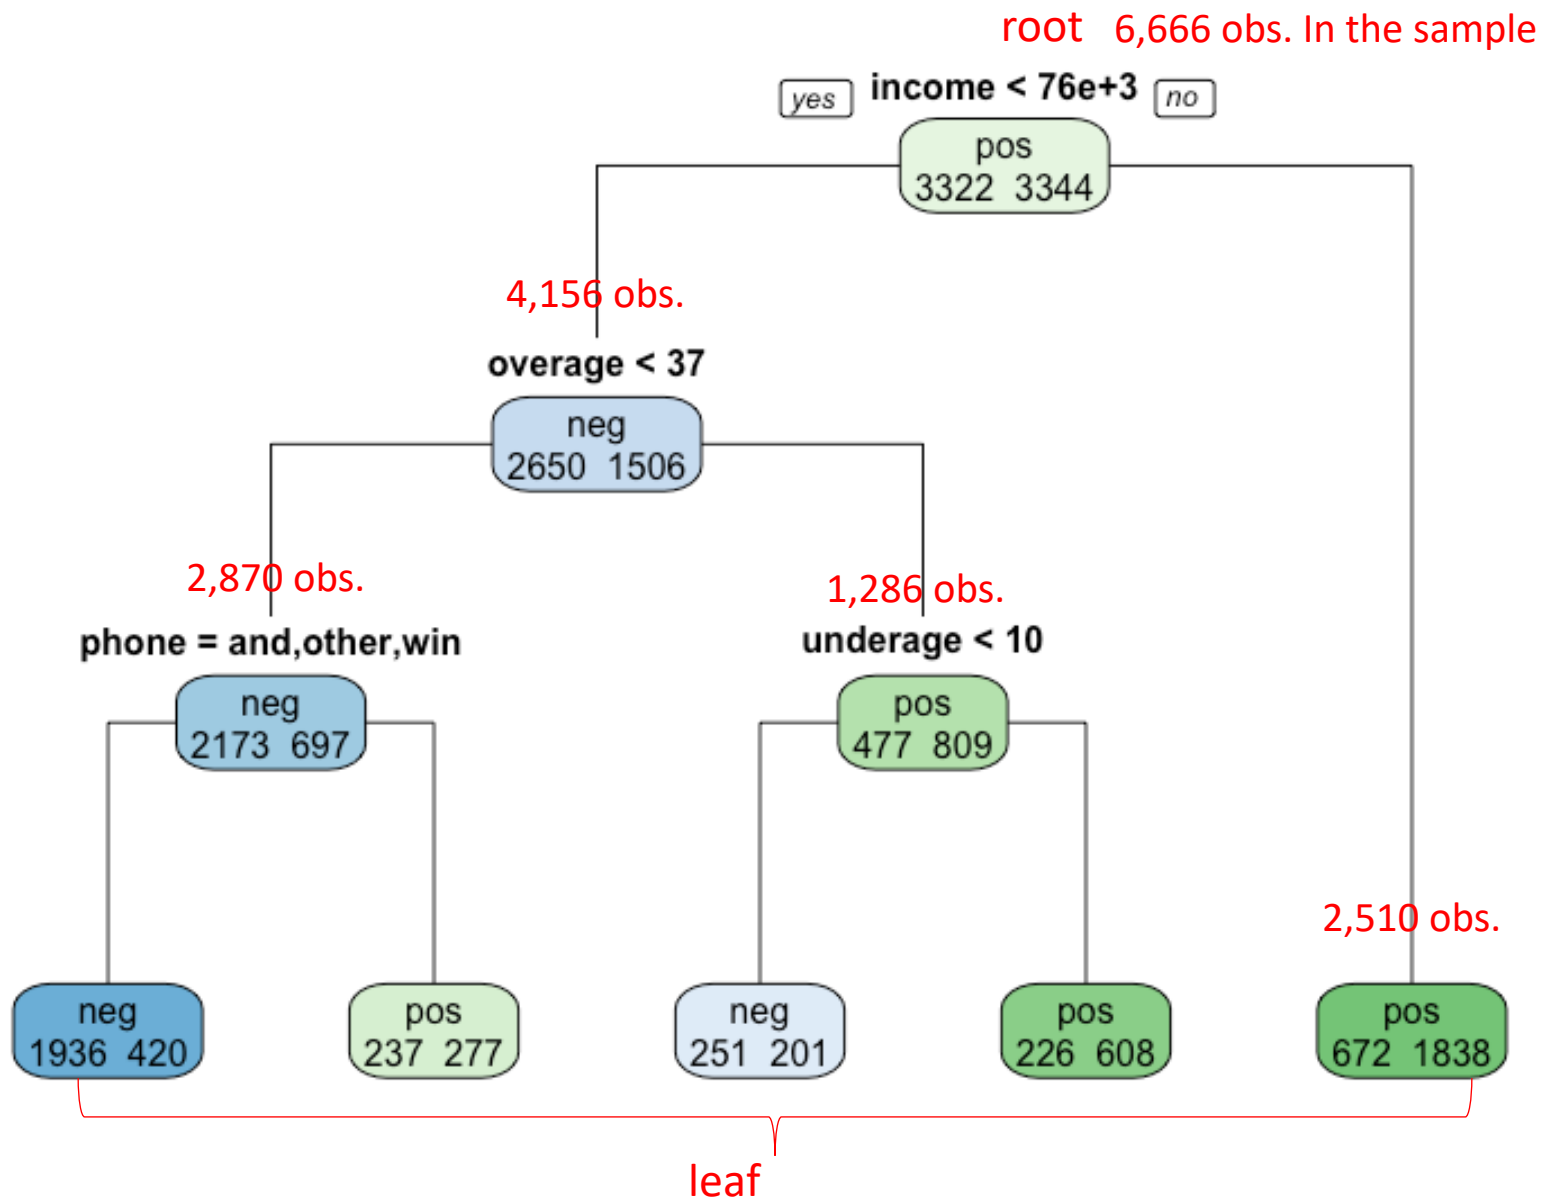 root 6,666 obs. In the sample
yes income < 76e+3 no
pos
3322 3344
4,156 obs.
overage < 37
neg
2650 1506
2,870 obs.
1,286 obs.
phone = and,other,win
underage < 10
neg
2173 697
pos
477 809
2,510 obs.
neg
1936 420
pos
237 277
neg
251 201
pos
226 608
pos
672 1838
leaf